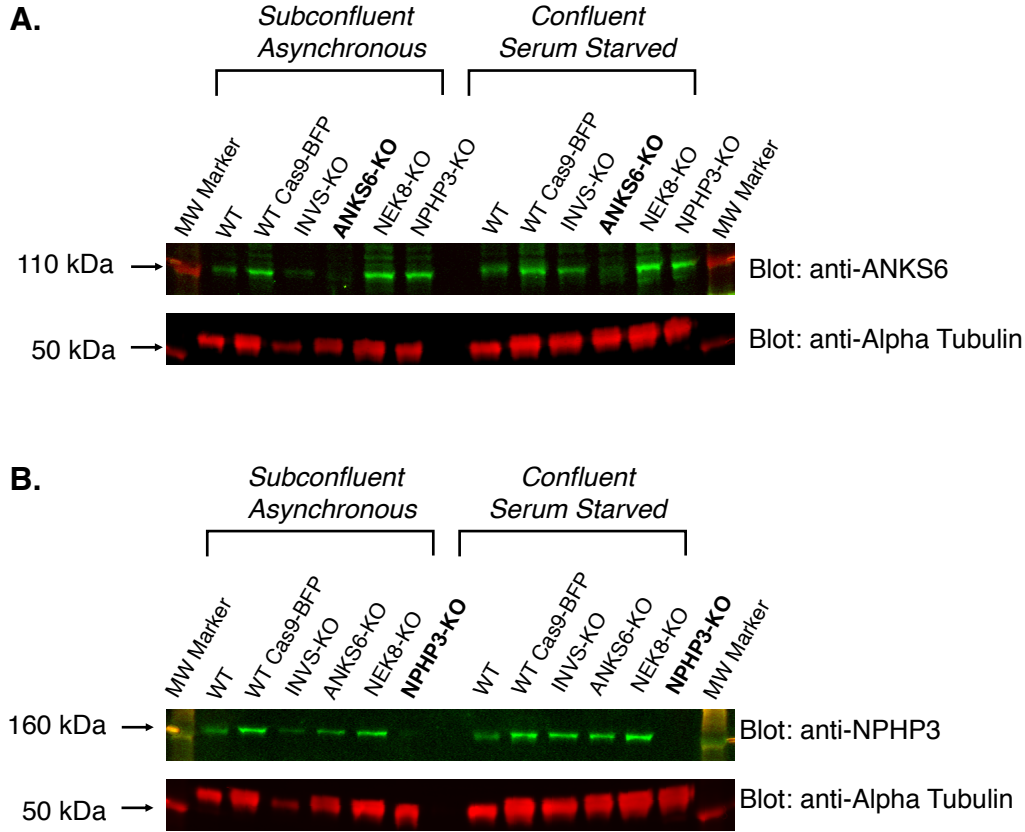 A.
Subconfluent
Asynchronous
Confluent
Serum Starved
MW Marker
WT
WT Cas9-BFP
INVS-KO
ANKS6-KO
NEK8-KO
NPHP3-KO
WT
WT Cas9-BFP
INVS-KO
ANKS6-KO
NEK8-KO
NPHP3-KO
MW Marker
110 kDa
Blot: anti-ANKS6
50 kDa
Blot: anti-Alpha Tubulin
B.
Subconfluent
Asynchronous
Confluent
Serum Starved
MW Marker
WT
WT Cas9-BFP
INVS-KO
ANKS6-KO
NEK8-KO
NPHP3-KO
WT
WT Cas9-BFP
INVS-KO
ANKS6-KO
NEK8-KO
NPHP3-KO
MW Marker
160 kDa
Blot: anti-NPHP3
50 kDa
Blot: anti-Alpha Tubulin